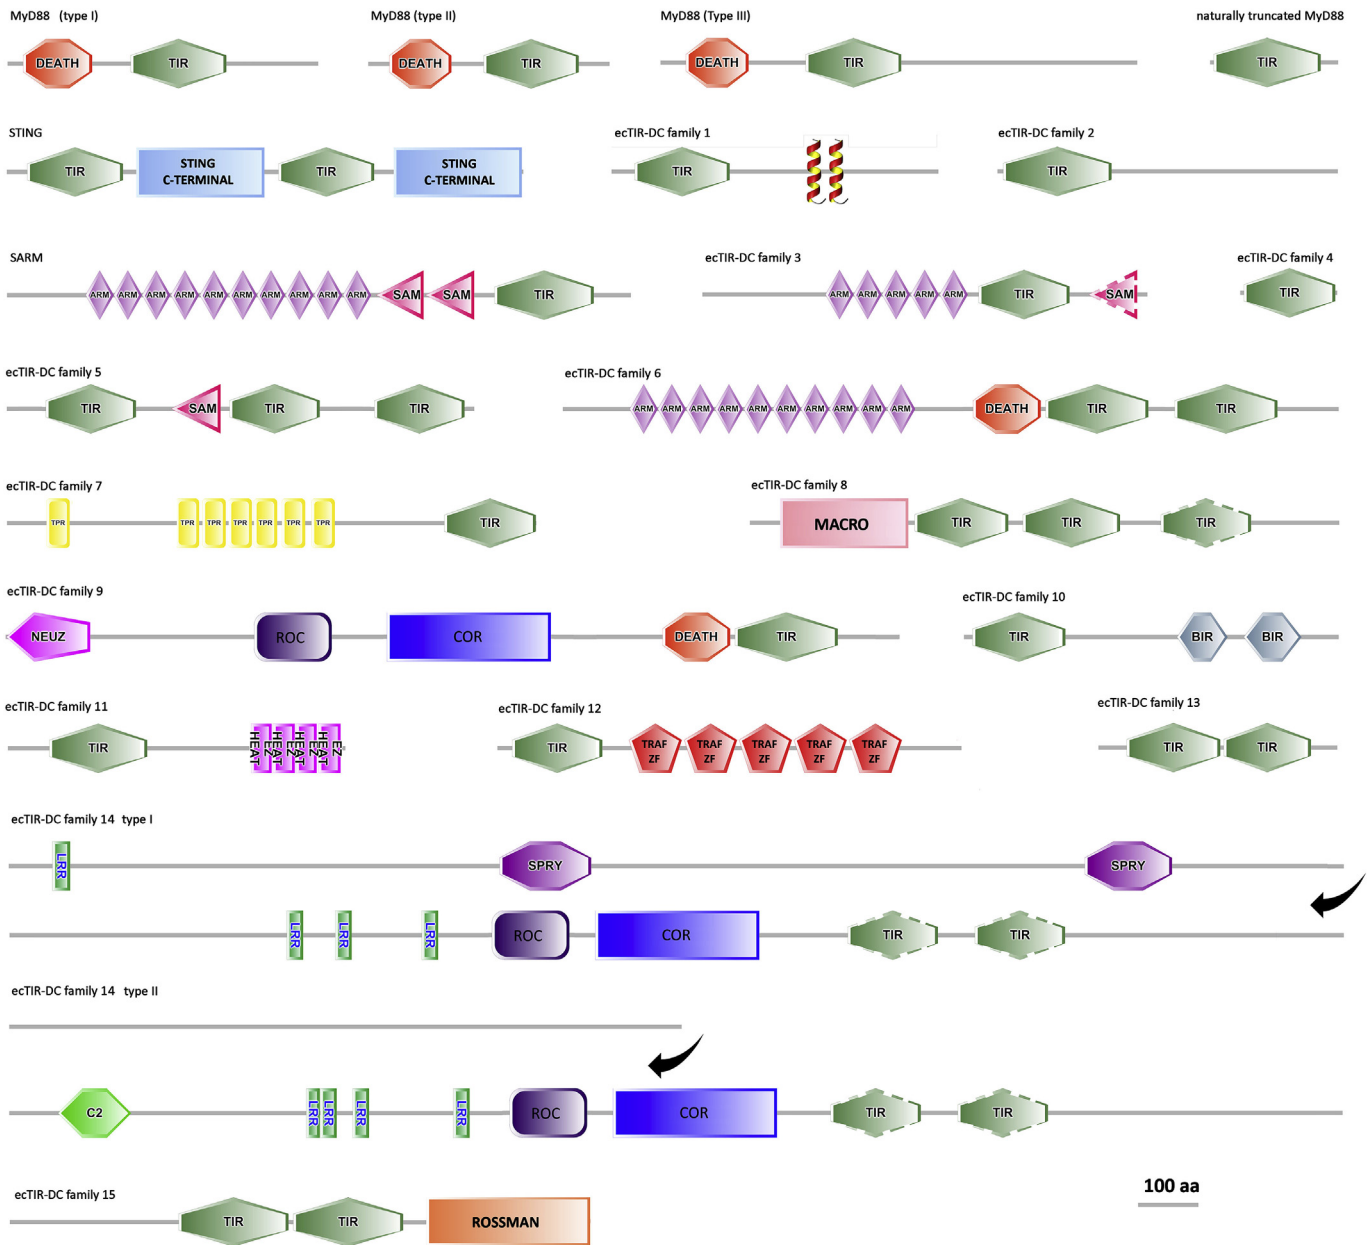 MyD88 (type I) MyD88 (type II) MyD88 (Type III) naturally truncated MyD88
DEATH TIR DEATH TIR DEATH TIR TIR
STING ecTIR-DC family 1 ecTIR-DC family 2
TIR STING C-TERMINAL TIR STING C-TERMINAL TIR TIR
SARM ecTIR-DC family 3 ecTIR-DC family 4
ARM ARM ARM ARM ARM ARM ARM ARM ARM ARM SAM SAM TIR ARM ARM ARM ARM ARM TIR SAM TIR
ecTIR-DC family 5 ecTIR-DC family 6
TIR SAM TIR TIR ARM ARM ARM ARM ARM ARM ARM ARM ARM ARM DEATH TIR TIR
ecTIR-DC family 7 ecTIR-DC family 8
TPR TPR TPR TPR TPR TPR TPR TIR MACRO TIR TIR TIR
ecTIR-DC family 9 ecTIR-DC family 10
NEUZ ROC COR DEATH TIR TIR BIR BIR
ecTIR-DC family 11 ecTIR-DC family 12 ecTIR-DC family 13
TIR HEAT EZ HEAT EZ HEAT EZ HEAT EZ TIR TRAF ZF TRAF ZF TRAF ZF TRAF ZF TRAF ZF TIR TIR
ecTIR-DC family 14 type I
LRR SPRY SPRY
LRR LRR LRR ROC COR TIR TIR
ecTIR-DC family 14 type II
C2 LRR LRR LRR LRR ROC COR TIR TIR
ecTIR-DC family 15
TIR TIR ROSSMAN
100 aa